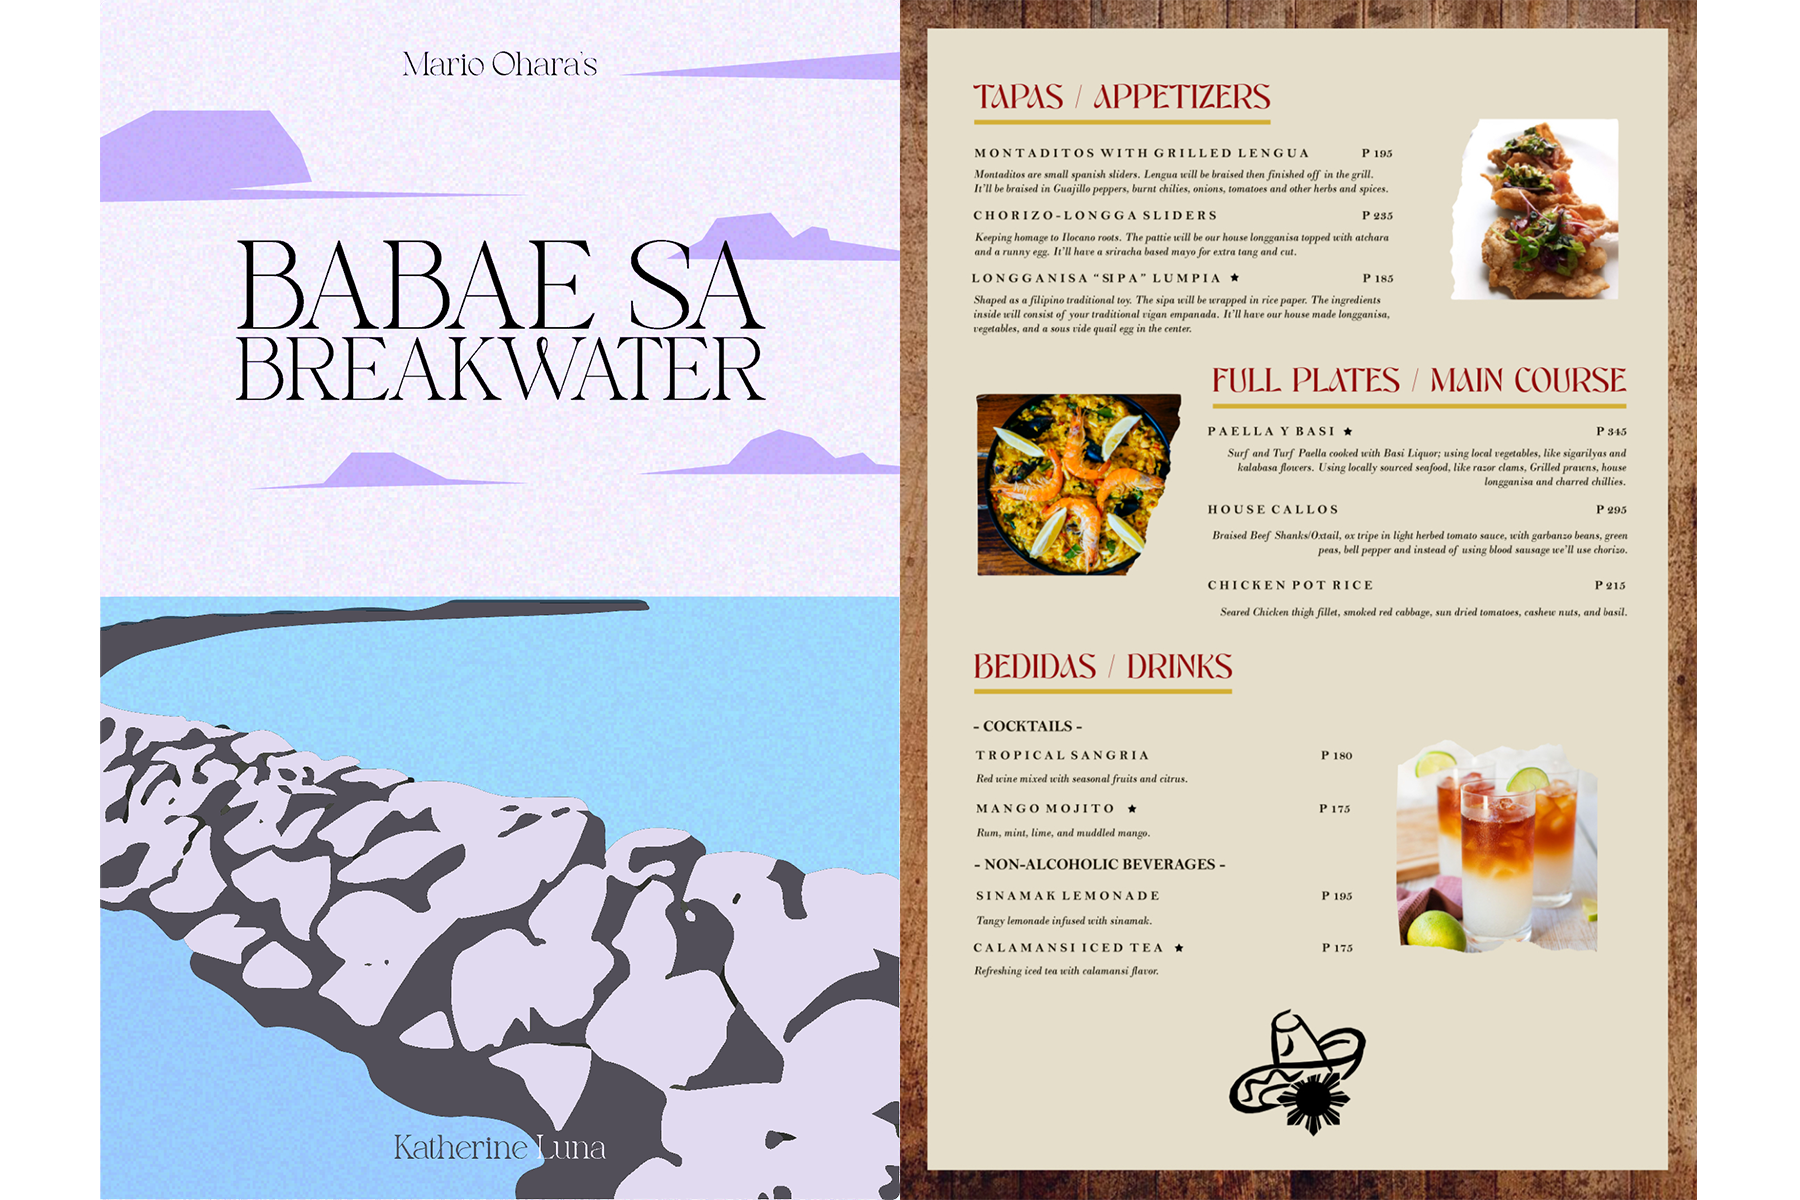 Mario Ohara's
BABAE SA
BREAKWATER
Katherine Luna
TAPAS / APPETIZERS
MONTADITOS WITH GRILLED LENGUA P 195
Montaditos are small spanish sliders. Lengua will be braised then finished off in the grill.
It'll be braised in Guajillo peppers, burnt chilies, onions, tomatoes and other herbs and spices.
CHORIZO-LONGGA SLIDERS P 235
Keeping homage to Ilocano roots. The pattie will be our house longganisa topped with atchara
and a runny egg. It'll have a sriracha based mayo for extra tang and cut.
LONGGANISA "SIPA" LUMPIA ★ P 185
Shaped as a filipino traditional toy. The sipa will be wrapped in rice paper. The ingredients
inside will consist of your traditional vigan empanada. It'll have our house made longganisa,
vegetables, and a sous vide quail egg in the center.
FULL PLATES / MAIN COURSE
PAELLA Y BASI ★ P 345
Surf and Turf Paella cooked with Basi Liquor; using local vegetables, like sigarilyas and
kalabasa flowers. Using locally sourced seafood, like razor clams, Grilled prawns, house
longganisa and charred chillies.
HOUSE CALLOS P 295
Braised Beef Shanks/Oxtail, ox tripe in light herbed tomato sauce, with garbanzo beans, green
peas, bell pepper and instead of using blood sausage we'll use chorizo.
CHICKEN POT RICE P 215
Seared Chicken thigh fillet, smoked red cabbage, sun dried tomatoes, cashew nuts, and basil.
BEDIDAS / DRINKS
- COCKTAILS -
TROPICAL SANGRIA P 180
Red wine mixed with seasonal fruits and citrus.
MANGO MOJITO ★ P 175
Rum, mint, lime, and muddled mango.
- NON-ALCOHOLIC BEVERAGES -
SINAMAK LEMONADE P 195
Tangy lemonade infused with sinamak.
CALAMANSI ICED TEA ★ P 175
Refreshing iced tea with calamansi flavor.